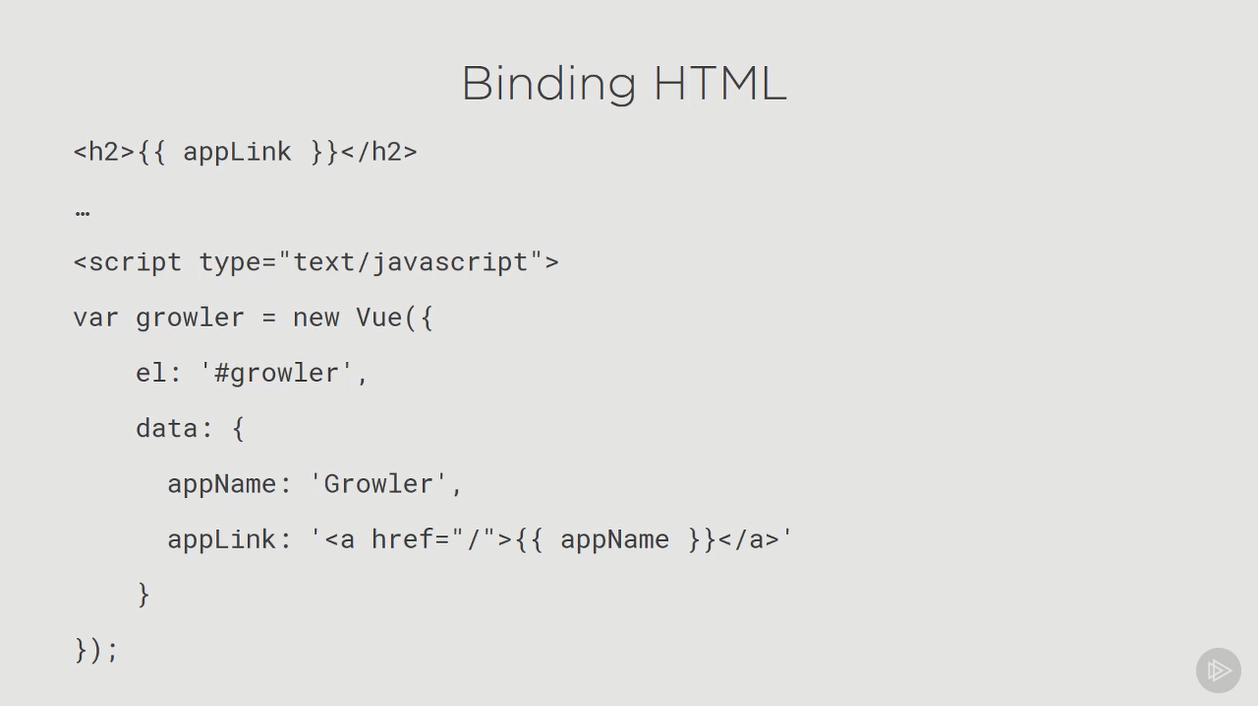 Binding HTML
<h2>{{ appLink }}</h2>
…
<script type="text/javascript">
var growler = new Vue({
    el: '#growler',
    data: {
      appName: 'Growler',
      appLink: '<a href="/">{{ appName }}</a>'
    }
});